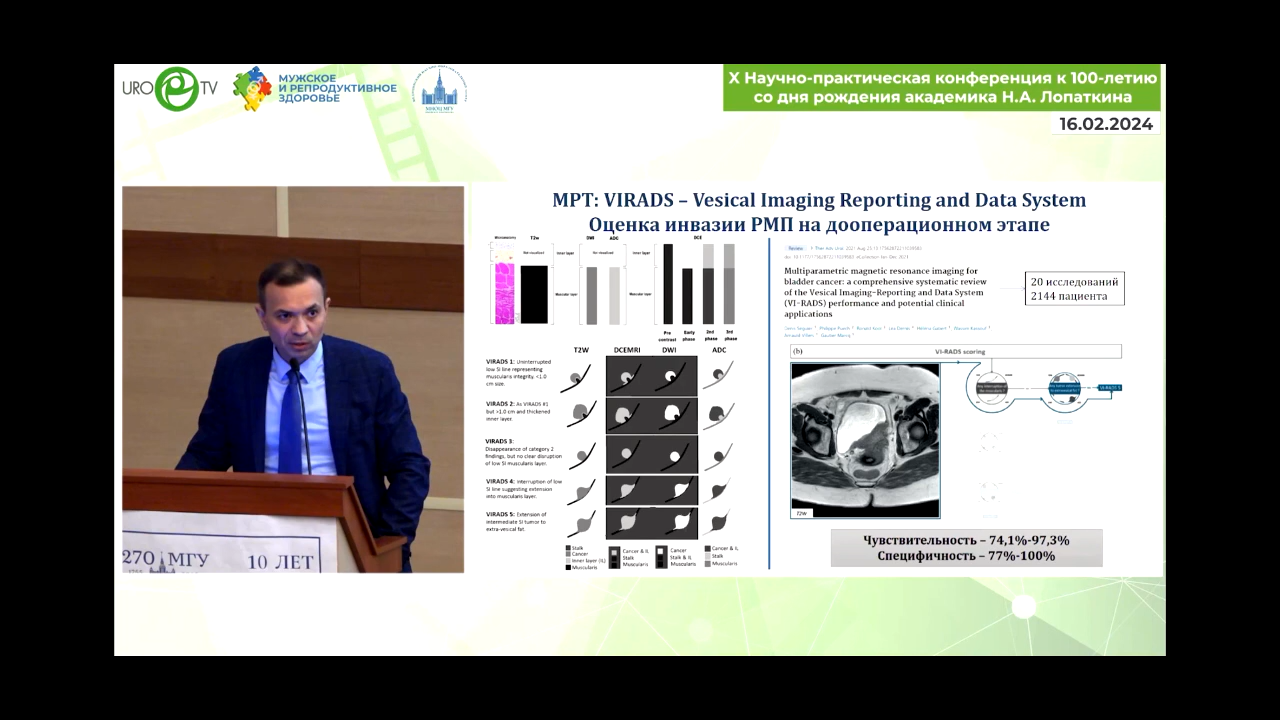 URO TV
МУЖСКОЕ
И РЕПРОДУКТИВНОЕ
ЗДОРОВЬЕ
X Научно-практическая конференция к 100-летию
со дня рождения академика Н.А. Лопаткина
16.02.2024
270 МГУ
10 ЛЕТ
МРТ: VIRADS – Vesical Imaging Reporting and Data System
Оценка инвазии РМП на дооперационном этапе
T2w
DWI
ADC
DCE
Not visualized
Inner layer
Not visualized
Inner layer
Muscular layer
Muscular layer
Pre
contrast
Early
phase
2nd
phase
3rd
phase
T2W
DCEMRI
DWI
ADC
VIRADS 1: Uninterrupted
low SI line representing
muscularis integrity, <1.0
cm size.
VIRADS 2: As VIRADS #1
but >1.0 cm and thickened
inner layer.
VIRADS 3:
Disappearance of category 2
findings, but no clear disruption
of low SI muscularis layer.
VIRADS 4: Interruption of low
SI line suggesting extension
into muscularis layer.
VIRADS 5: Extension of
intermediate SI tumor to
extra-vesical fat.
Stalk
Cancer
Inner layer (IL)
Muscularis
Cancer & IL
Stalk
Muscularis
Cancer
Stalk & IL
Muscularis
Cancer & IL
Stalk
Muscularis
Review
Multiparametric magnetic resonance imaging for
bladder cancer: a comprehensive systematic review
of the Vesical Imaging-Reporting and Data System
(VI-RADS) performance and potential clinical
applications
20 исследований
2144 пациента
(b)
VI-RADS scoring
T2W
VI-RADS 5
Чувствительность – 74,1%-97,3%
Специфичность – 77%-100%